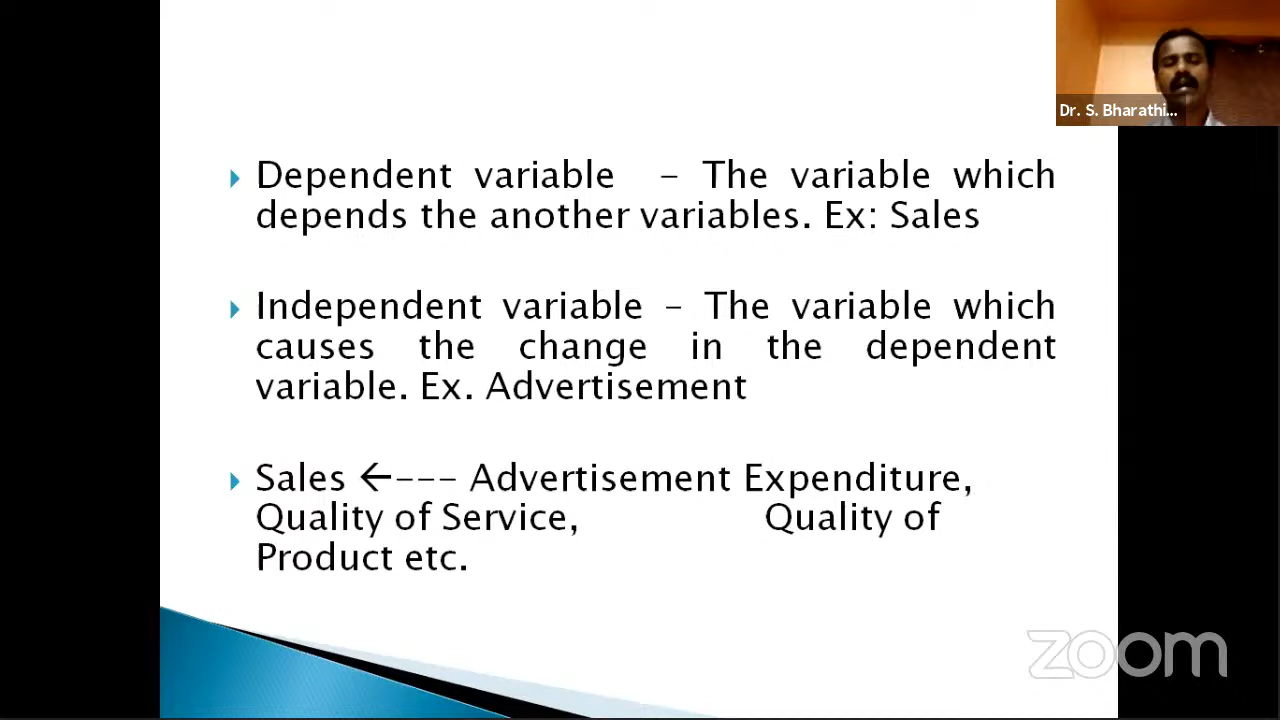 Dr. S. Bharathi...
Dependent variable – The variable which
depends the another variables. Ex: Sales
Independent variable – The variable which
causes the change in the dependent
variable. Ex. Advertisement
Sales ←--- Advertisement Expenditure,
Quality of Service, Quality of
Product etc.
zoom